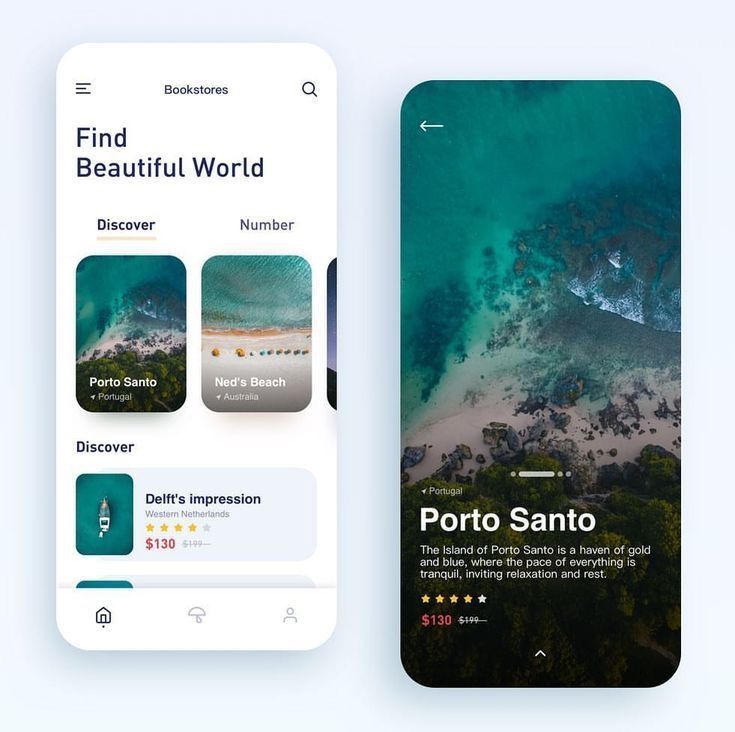 Bookstores
Find
Beautiful World
Discover
Number
Porto Santo
Portugal
Ned's Beach
Australia
Discover
Delft's impression
Western Netherlands
$130 $199
Portugal
Porto Santo
The Island of Porto Santo is a haven of gold
and blue, where the pace of everything is
tranquil, inviting relaxation and rest.
$130 $199